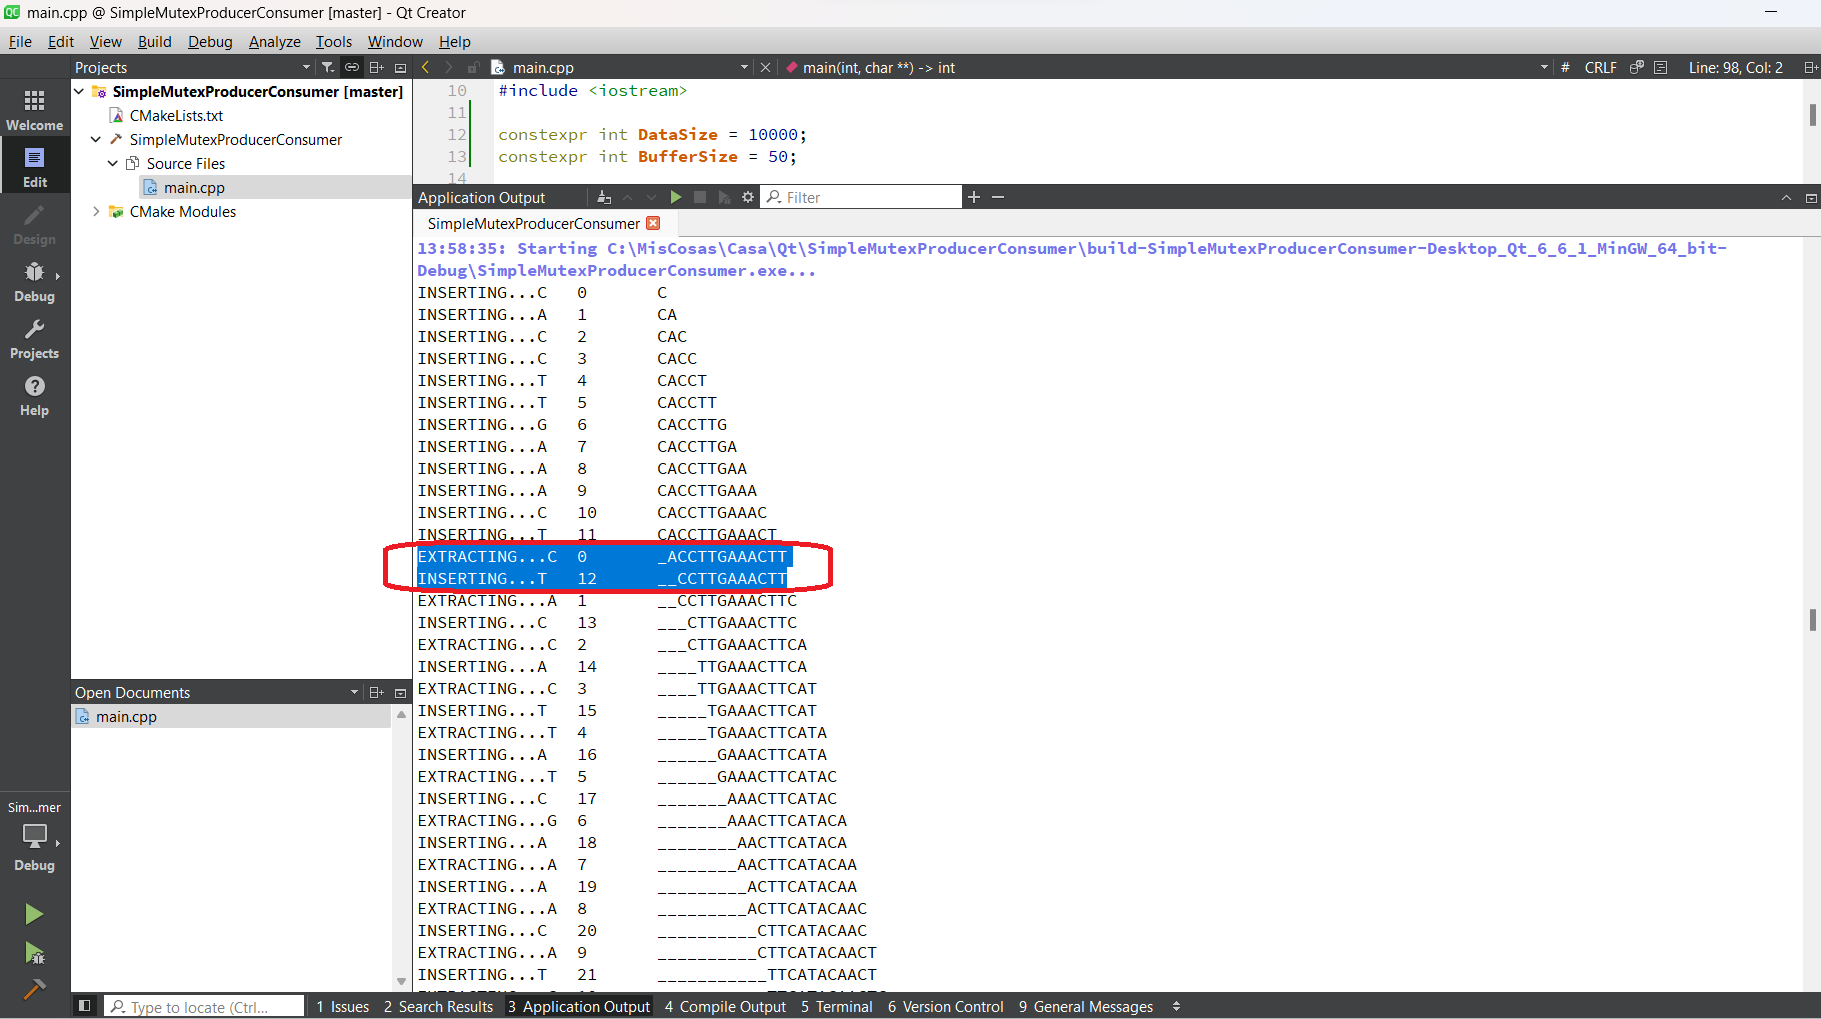 main.cpp @ SimpleMutexProducerConsumer [master] - Qt Creator
File Edit View Build Debug Analyze Tools Window Help
Projects
main.cpp
main(int, char **) -> int
# CRLF Line: 98, Col: 2
Welcome
Edit
Design
Debug
Projects
Help
SimpleMutexProducerConsumer [master]
CMakeLists.txt
SimpleMutexProducerConsumer
Source Files
main.cpp
CMake Modules
10 #include <iostream>
11
12 constexpr int DataSize = 10000;
13 constexpr int BufferSize = 50;
14
Application Output
Filter
SimpleMutexProducerConsumer
13:58:35: Starting C:\MisCosas\Casa\Qt\SimpleMutexProducerConsumer\build-SimpleMutexProducerConsumer-Desktop_Qt_6_6_1_MinGW_64_bit-
Debug\SimpleMutexProducerConsumer.exe...
INSERTING...C 0 C
INSERTING...A 1 CA
INSERTING...C 2 CAC
INSERTING...C 3 CACC
INSERTING...T 4 CACCT
INSERTING...T 5 CACCTT
INSERTING...G 6 CACCTTG
INSERTING...A 7 CACCTTGA
INSERTING...A 8 CACCTTGAA
INSERTING...A 9 CACCTTGAAA
INSERTING...C 10 CACCTTGAAAC
INSERTING...T 11 CACCTTGAAACT
EXTRACTING...C 0 _ACCTTGAAACTT
INSERTING...T 12 __CCTTGAAACTT
EXTRACTING...A 1 __CCTTGAAACTTC
INSERTING...C 13 ___CTTGAAACTTC
EXTRACTING...C 2 ___CTTGAAACTTCA
INSERTING...A 14 ____TTGAAACTTCA
EXTRACTING...C 3 ____TTGAAACTTCAT
INSERTING...T 15 _____TGAAACTTCAT
EXTRACTING...T 4 _____TGAAACTTCATA
INSERTING...A 16 ______GAAACTTCATA
EXTRACTING...T 5 ______GAAACTTCATAC
INSERTING...C 17 _______AAACTTCATAC
EXTRACTING...G 6 _______AAACTTCATACA
INSERTING...A 18 ________AACTTCATACA
EXTRACTING...A 7 ________AACTTCATACAA
INSERTING...A 19 _________ACTTCATACAA
EXTRACTING...A 8 _________ACTTCATACAAC
INSERTING...C 20 __________CTTCATACAAC
EXTRACTING...A 9 __________CTTCATACAACT
INSERTING...T 21 ___________TTCATACAACT
Open Documents
main.cpp
Sim...mer
Debug
Type to locate (Ctrl...
1 Issues 2 Search Results 3 Application Output 4 Compile Output 5 Terminal 6 Version Control 9 General Messages